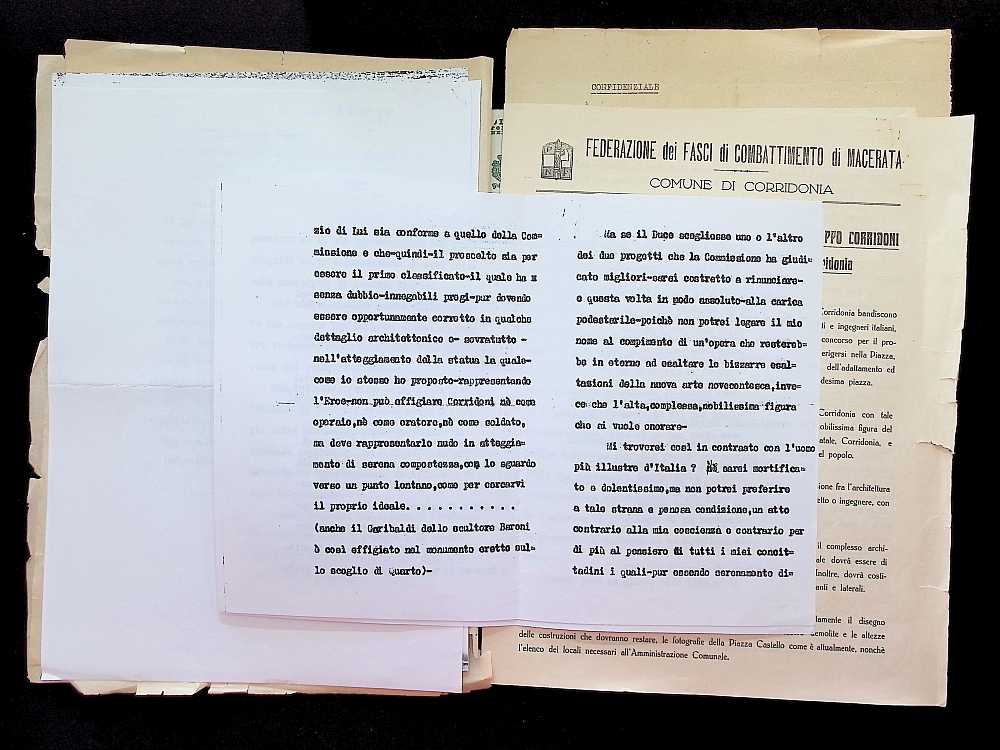 CONFIDENZIALE
FEDERAZIONE dei FASCI di COMBATTIMENTO di MACERATA
COMUNE DI CORRIDONIA
PPO CORRIDONI
idonia
Corridonia bandiscono
i e ingegneri italiani,
concorso per il pro-
erigersi nella Piazza,
dell'adattamento ed
desima piazza.
Corridonia con tale
obilissima figura del
atale, Corridonia, e
el popolo.
sione fra l'architettura
llo o ingegnere, con
il complesso archi-
ale dovrà essere di
Inoltre, dovrà costi-
anti e laterali.
tamente il disegno
demolite e le altezze
delle costruzioni che dovranno restare, le fotografie della Piazza Castello come è attualmente, nonchè
l'elenco dei locali necessari all'Amministrazione Comunale.
zio di Lui sia conforme a quello della Com=
missione e che-quindi-il prescelto sia per
essere il primo classificato-il quale ha
senza dubbio-innegabili pregi-pur dovendo
essere opportunamente corretto in qualche
dettaglio architettonico e- sovratutto -
nell'atteggiamento della statua la quale-
come io stesso ho proposto-rappresentando
l'Eroe-non può effigiare Corridoni nè come
operaio,nè come oratore,nè come soldato,
ma deve rappresentarlo nudo in atteggia=
mento di serena compostezza,con lo sguardo
verso un punto lontano,come per cercarvi
il proprio ideale. . . . . . . . . . .
(anche il Garibaldi dello scultore Baroni
è così effigiato nel monumento eretto sul=
lo scoglio di Quarto)-
Ma se il Duce scegliesse uno o l'altro
dei due progetti che la Commissione ha giudi=
cato migliori-sarei costretto a rinunciare-
e questa volta in modo assoluto-alla carica
podestarile-poichè non potrei legare il mio
nome al compimento di un'opera che restereb=
be in eterno ad esaltare le bizzarre esal=
tazioni della nuova arte novecentesca,inve=
ce che l'alta,complessa,nobilissima figura
che si vuole onorare-
Mi troverei così in contrasto con l'uomo
più illustre d'Italia ? sarei mortifica=
to e dolentissimo,ma non potrei preferire
a tale strana e penosa condizione,un atto
contrario alla mia coscienza e contrario per
di più al pensiero di tutti i miei concit=
tadini i quali-pur essendo serenamente di=